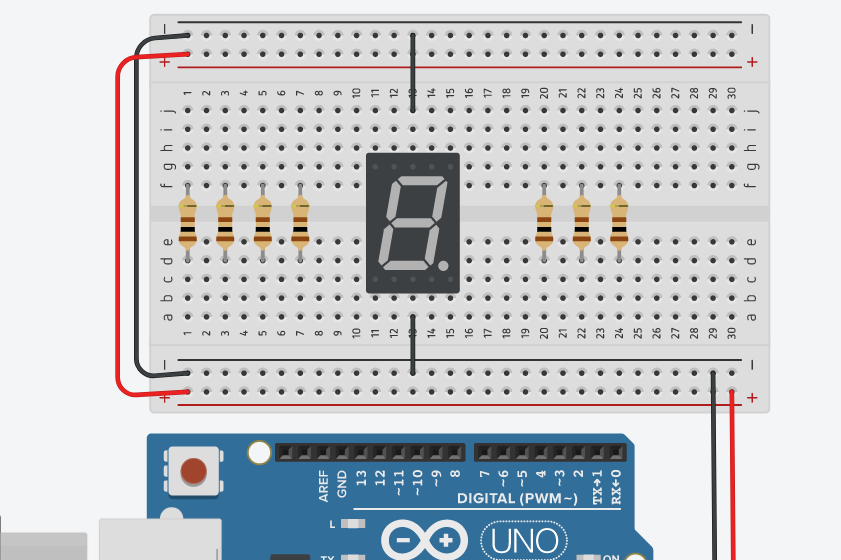 − −
+ +
1 2 3 4 5 6 7 8 9 10 11 12 13 14 15 16 17 18 19 20 21 22 23 24 25 26 27 28 29 30
j j
i i
h h
g g
f f
e e
d d
c c
b b
a a
1 2 3 4 5 6 7 8 9 10 11 12 13 14 15 16 17 18 19 20 21 22 23 24 25 26 27 28 29 30
− −
+ +
AREF GND 13 12 ~11 ~10 ~9 8 7 ~6 ~5 4 ~3 2 TX→1 RX←0
DIGITAL (PWM~)
L
UNO
TX ON